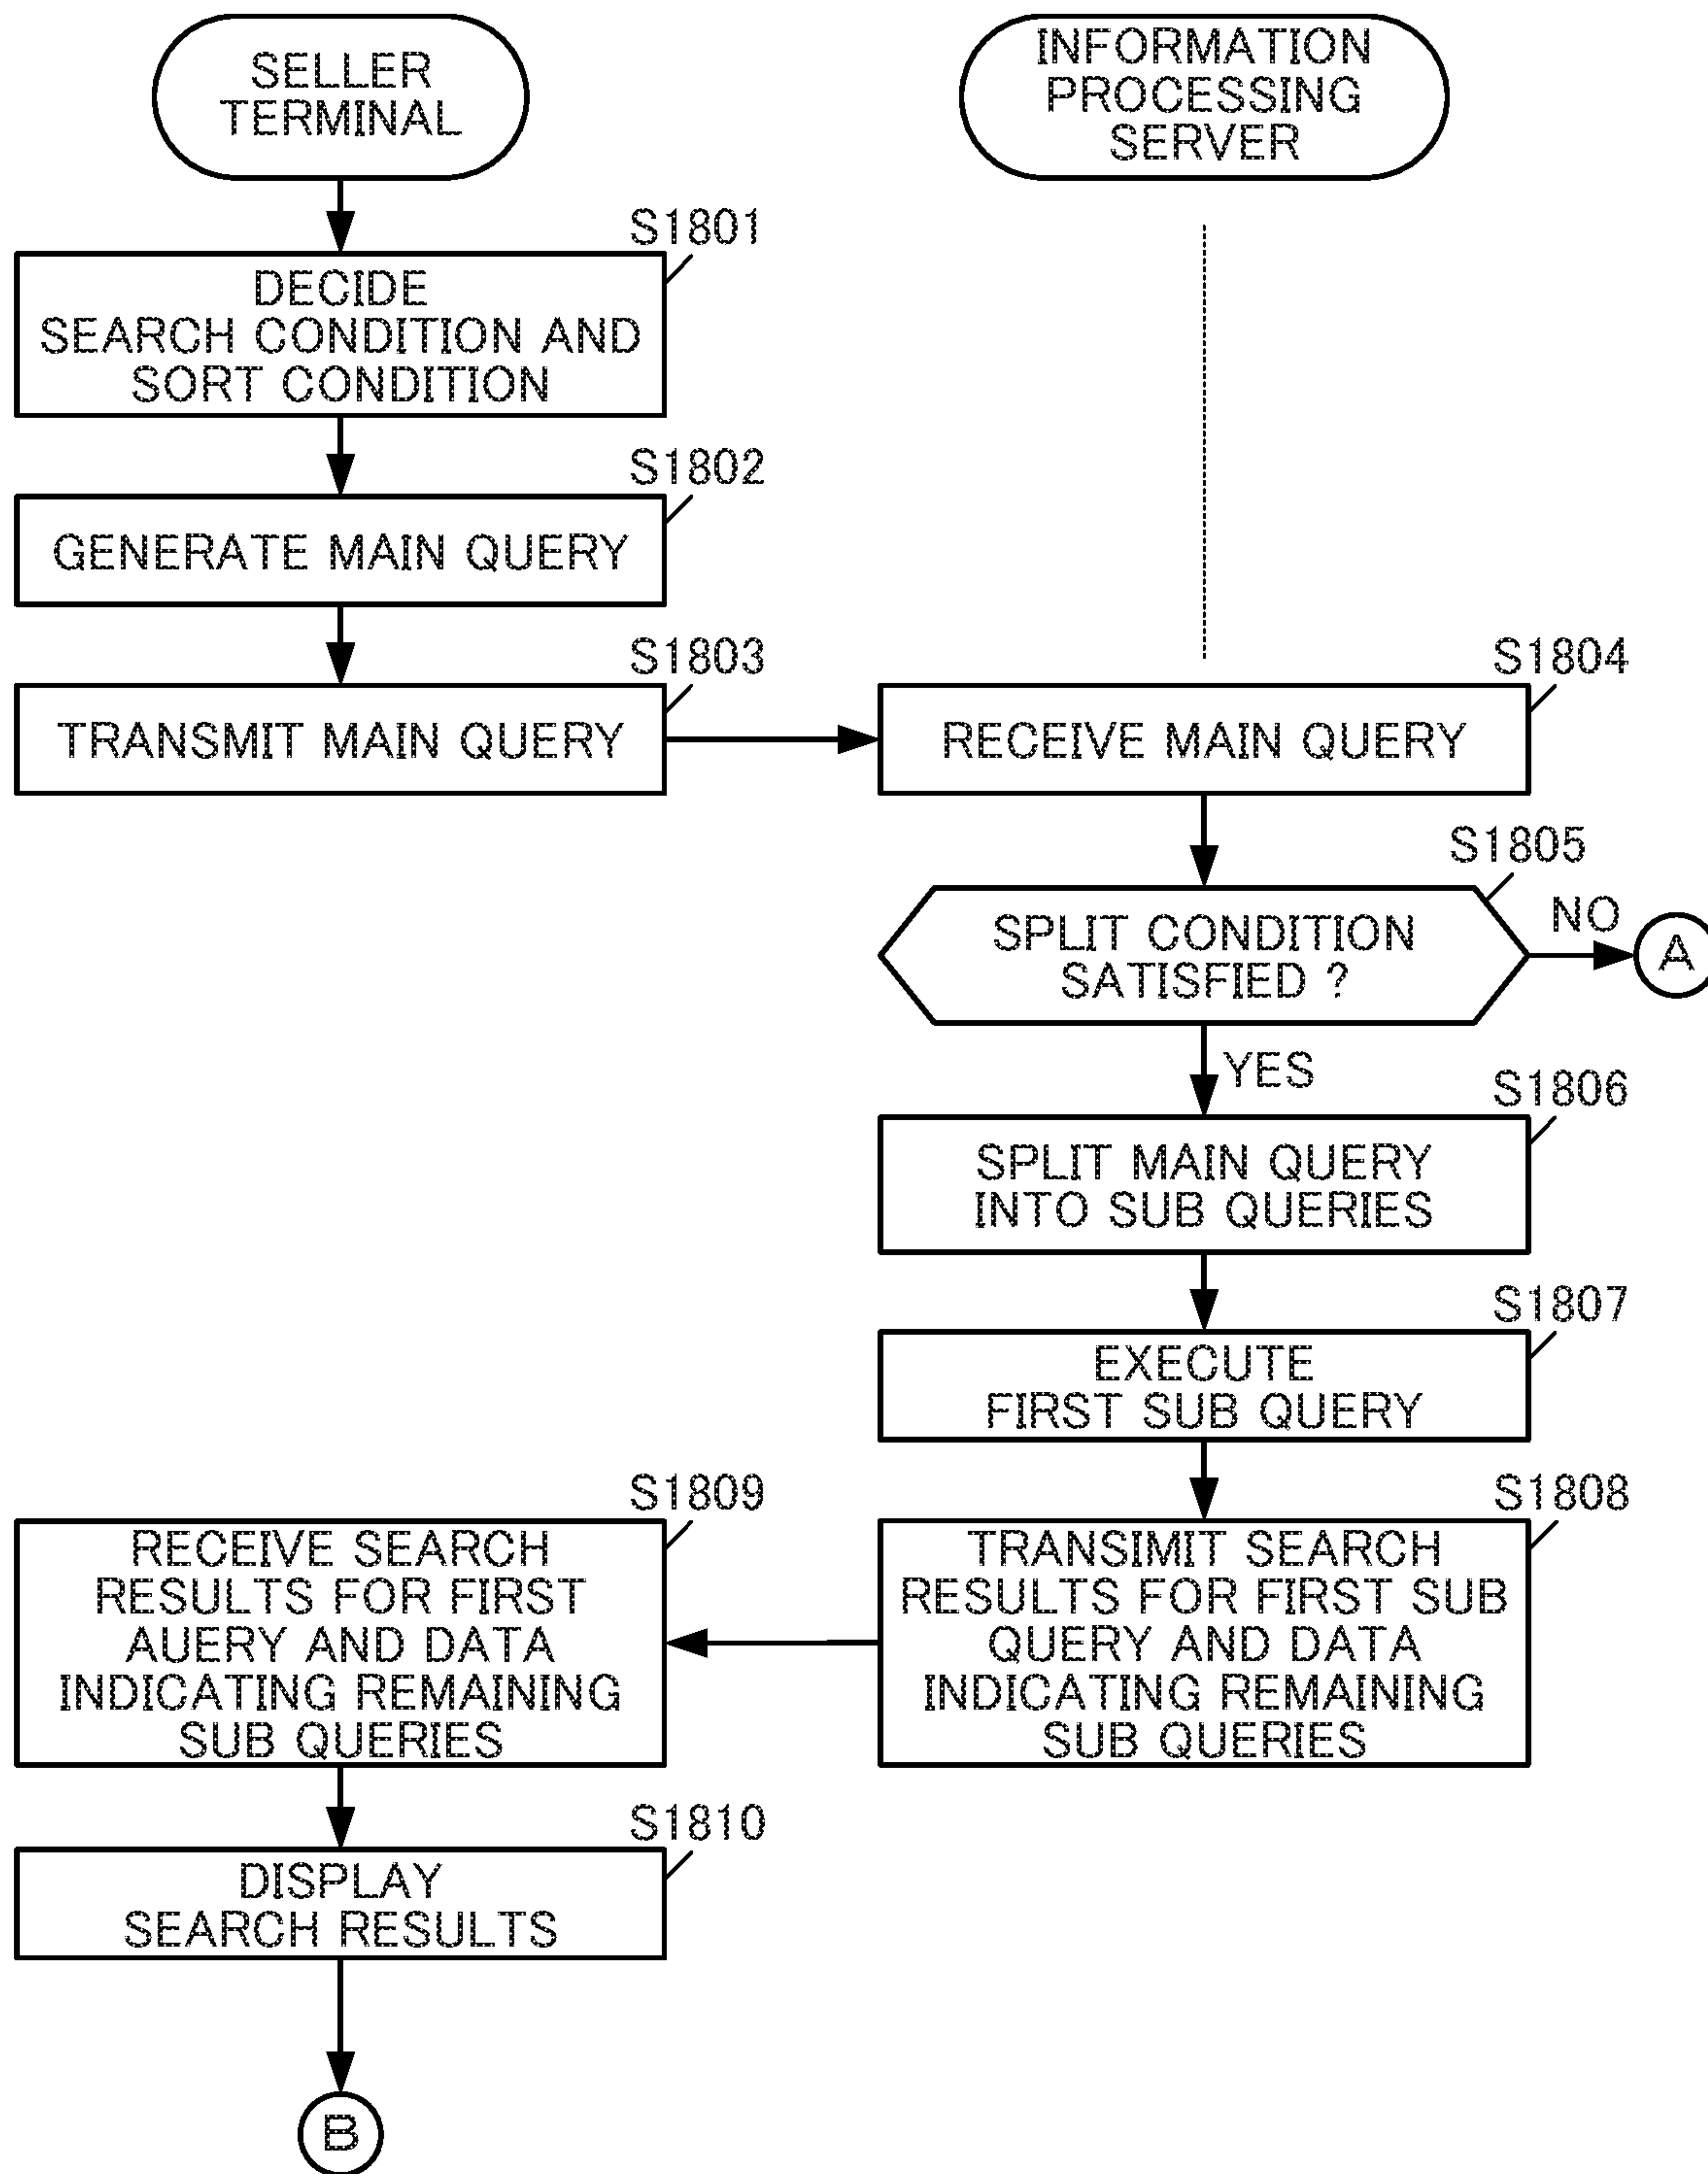 SELLER
TERMINAL
INFORMATION
PROCESSING
SERVER
S1801
DECIDE
SEARCH CONDITION AND
SORT CONDITION
S1802
GENERATE MAIN QUERY
S1803
TRANSMIT MAIN QUERY
S1804
RECEIVE MAIN QUERY
S1805
SPLIT CONDITION
SATISFIED ?
NO
A
YES
S1806
SPLIT MAIN QUERY
INTO SUB QUERIES
S1807
EXECUTE
FIRST SUB QUERY
S1808
TRANSIMIT SEARCH
RESULTS FOR FIRST SUB
QUERY AND DATA
INDICATING REMAINING
SUB QUERIES
S1809
RECEIVE SEARCH
RESULTS FOR FIRST
AUERY AND DATA
INDICATING REMAINING
SUB QUERIES
S1810
DISPLAY
SEARCH RESULTS
B